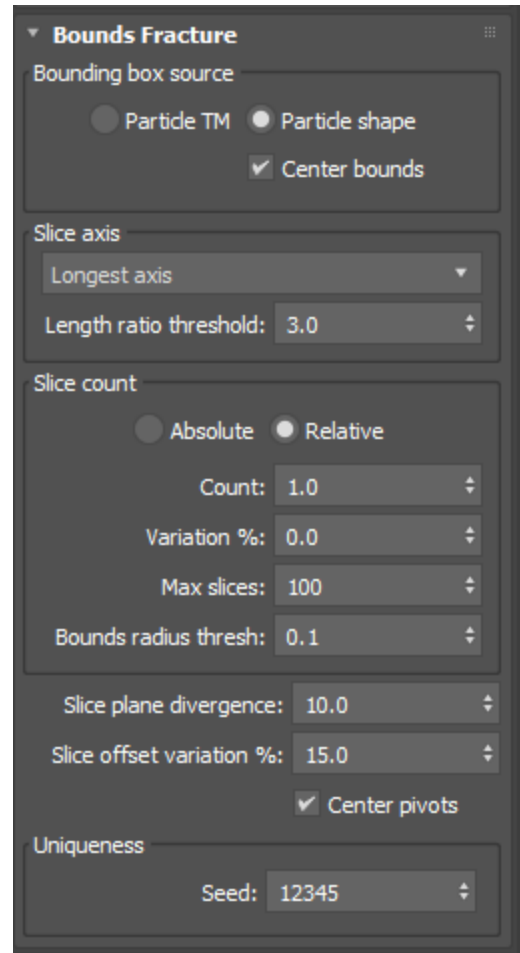 Bounds Fracture
Bounding box source
Particle TM Particle shape
Center bounds
Slice axis
Longest axis
Length ratio threshold: 3.0
Slice count
Absolute Relative
Count: 1.0
Variation %: 0.0
Max slices: 100
Bounds radius thresh: 0.1
Slice plane divergence: 10.0
Slice offset variation %: 15.0
Center pivots
Uniqueness
Seed: 12345